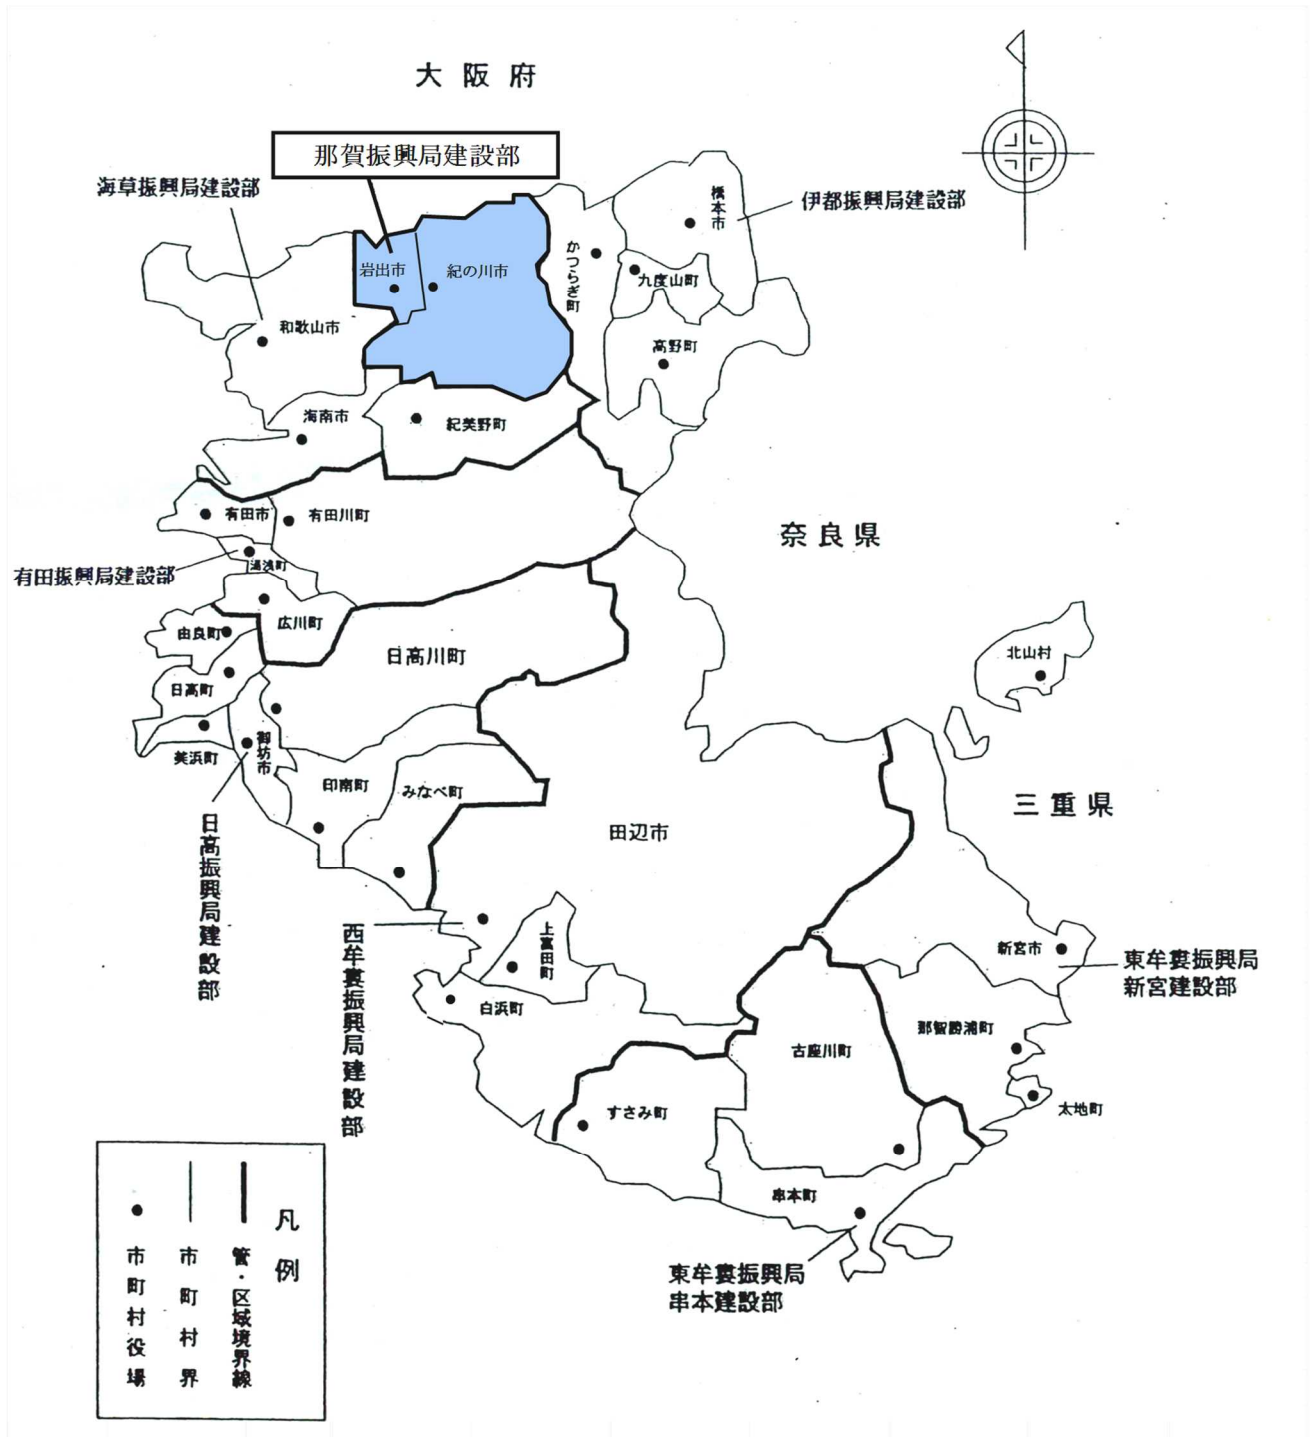 大阪府
那賀振興局建設部
海草振興局建設部
伊都振興局建設部
橋本市
かつらぎ町
九度山町
岩出市
紀の川市
和歌山市
高野町
海南市
紀美野町
有田市
有田川町
奈良県
湯浅町
有田振興局建設部
広川町
由良町
日高川町
北山村
日高町
御坊市
美浜町
印南町
みなべ町
三重県
田辺市
日高振興局建設部
西牟婁振興局建設部
上富田町
新宮市
東牟婁振興局
新宮建設部
白浜町
那智勝浦町
古座川町
すさみ町
太地町
串本町
東牟婁振興局
串本建設部
凡例
管・区域境界線
市町村界
市町村役場